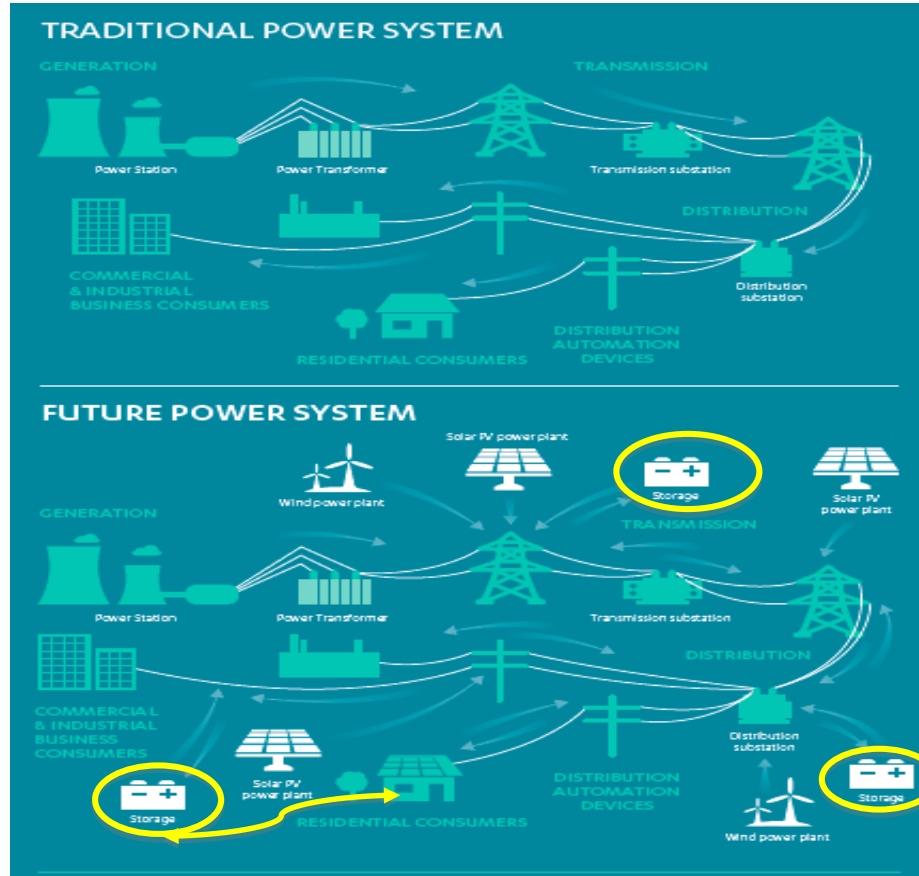 TRADITIONAL POWER SYSTEM
GENERATION
TRANSMISSION
Power Station
Power Transformer
Transmission substation
DISTRIBUTION
COMMERCIAL
& INDUSTRIAL
BUSINESS CONSUMERS
Distribution
substation
RESIDENTIAL CONSUMERS
DISTRIBUTION
AUTOMATION
DEVICES
FUTURE POWER SYSTEM
Solar PV power plant
Wind power plant
Storage
Solar PV
power plant
GENERATION
TRANSMISSION
Power Station
Power Transformer
Transmission substation
DISTRIBUTION
COMMERCIAL
& INDUSTRIAL
BUSINESS
CONSUMERS
Distribution
substation
Solar PV
power plant
Storage
RESIDENTIAL CONSUMERS
DISTRIBUTION
AUTOMATION
DEVICES
Storage
Wind power plant